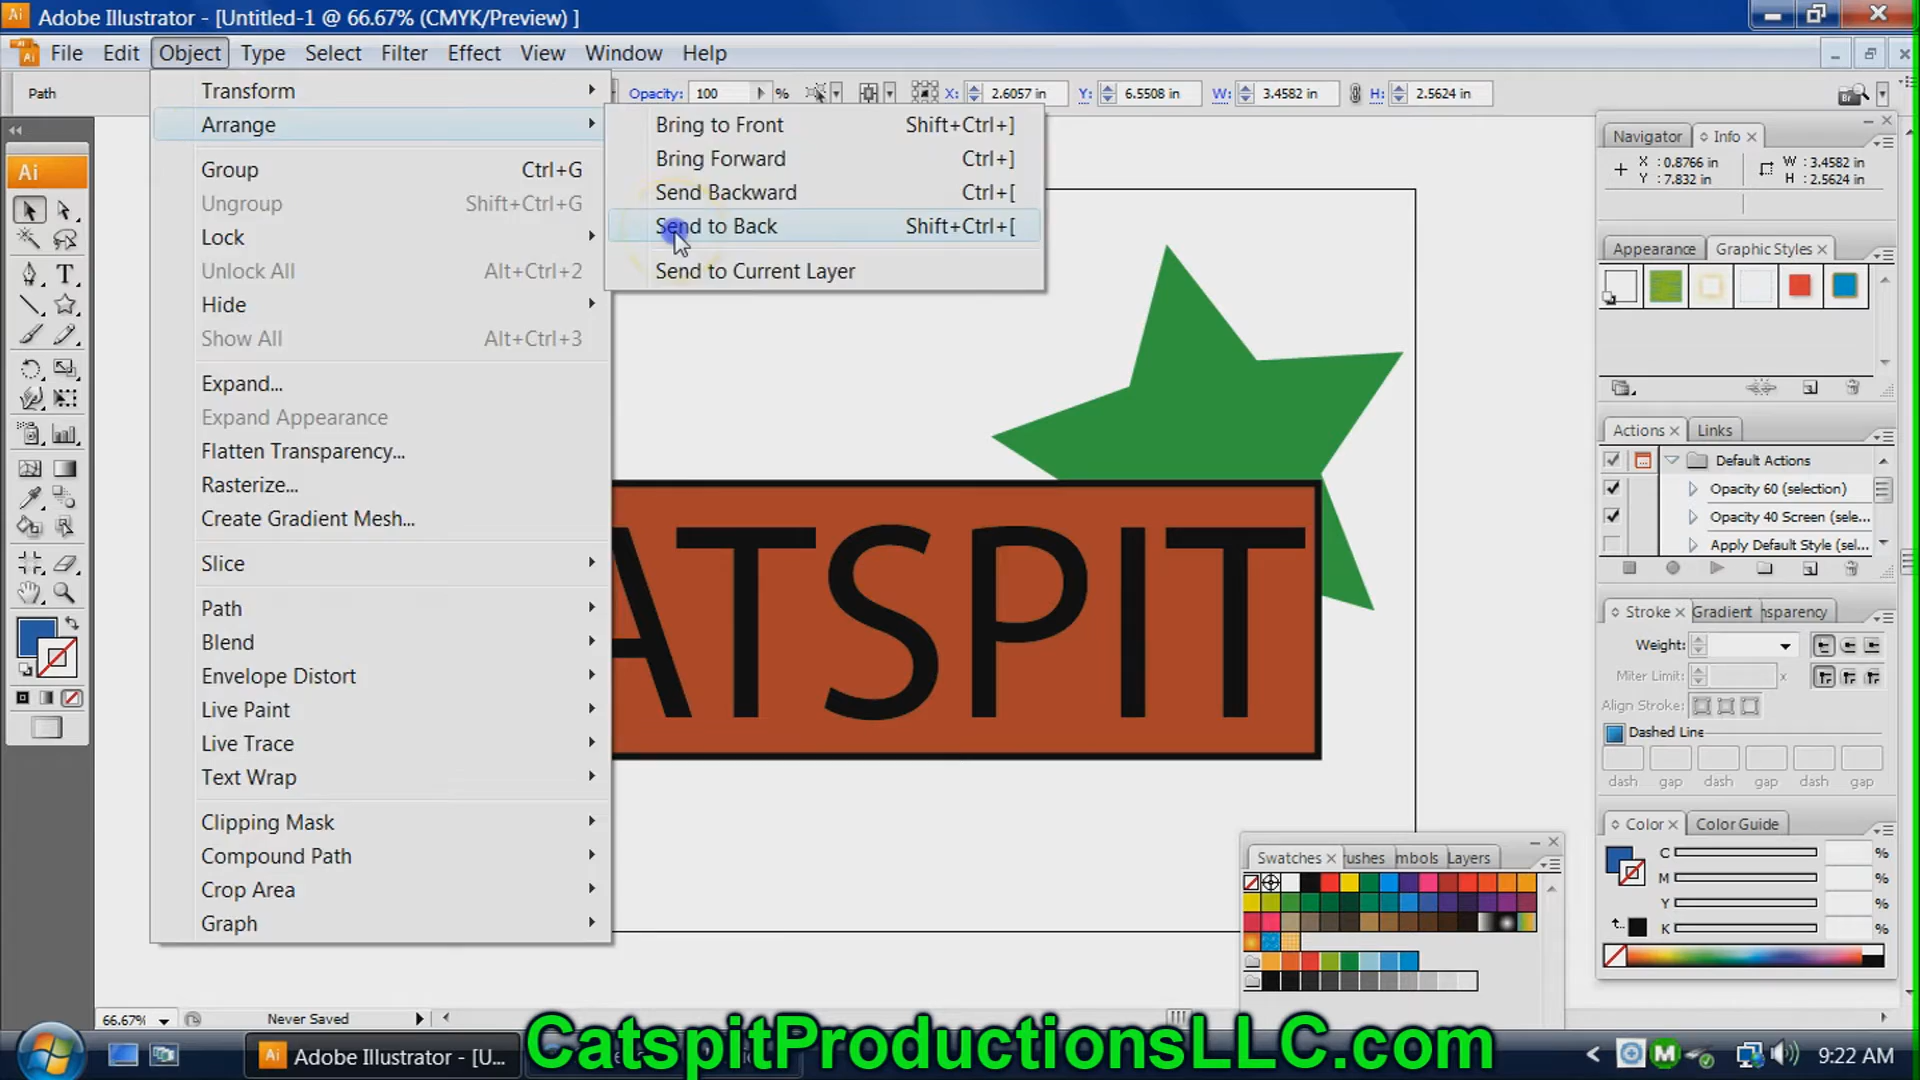 Adobe Illustrator - [Untitled-1 @ 66.67% (CMYK/Preview) ]
File Edit Object Type Select Filter Effect View Window Help
Path
Opacity: 100 % X: 2.6057 in Y: 6.5508 in W: 3.4582 in H: 2.5624 in
Transform
Arrange
Group Ctrl+G
Ungroup Shift+Ctrl+G
Lock
Unlock All Alt+Ctrl+2
Hide
Show All Alt+Ctrl+3
Expand...
Expand Appearance
Flatten Transparency...
Rasterize...
Create Gradient Mesh...
Slice
Path
Blend
Envelope Distort
Live Paint
Live Trace
Text Wrap
Clipping Mask
Compound Path
Crop Area
Graph
Bring to Front Shift+Ctrl+]
Bring Forward Ctrl+]
Send Backward Ctrl+[
Send to Back Shift+Ctrl+[
Send to Current Layer
Ai
ATSPIT
Navigator Info
X : 0.8766 in W : 3.4582 in
Y : 7.832 in H : 2.5624 in
Appearance Graphic Styles
Actions Links
Default Actions
Opacity 60 (selection)
Opacity 40 Screen (sele...
Apply Default Style (sel...
Stroke Gradient nsparency
Weight:
Miter Limit: x
Align Stroke:
Dashed Line
dash gap dash gap dash gap
Color Color Guide
C %
M %
Y %
K %
Swatches rushes mbols Layers
66.67% Never Saved
Adobe Illustrator - [U...
CatspitProductionsLLC.com
9:22 AM